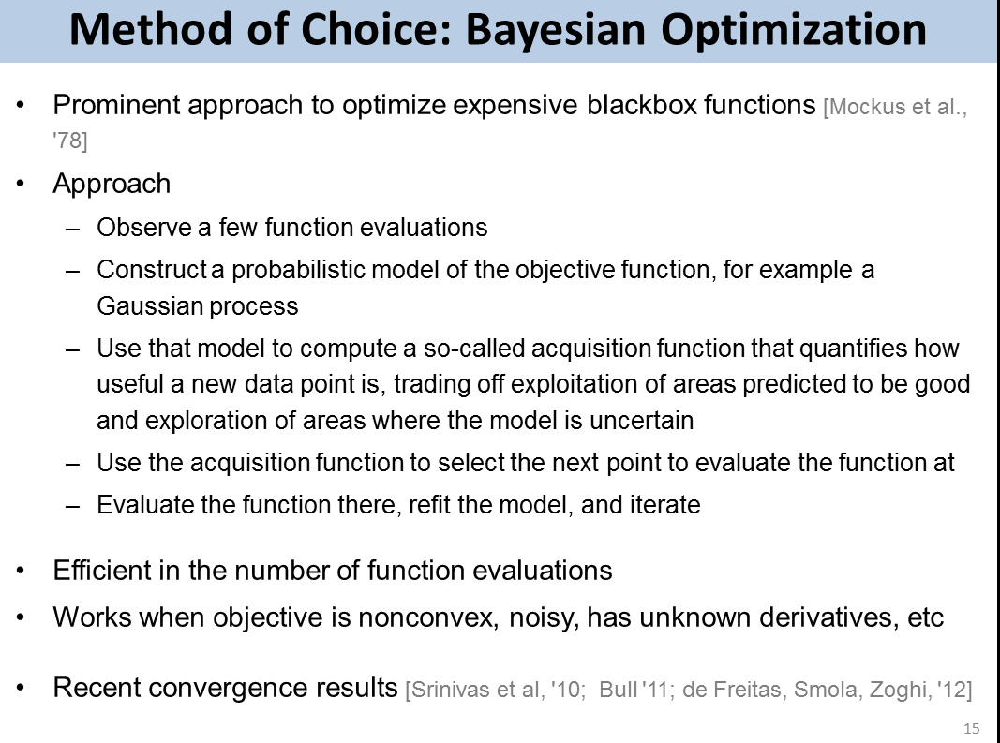 Method of Choice: Bayesian Optimization
• Prominent approach to optimize expensive blackbox functions [Mockus et al.,
'78]
• Approach
– Observe a few function evaluations
– Construct a probabilistic model of the objective function, for example a
Gaussian process
– Use that model to compute a so-called acquisition function that quantifies how
useful a new data point is, trading off exploitation of areas predicted to be good
and exploration of areas where the model is uncertain
– Use the acquisition function to select the next point to evaluate the function at
– Evaluate the function there, refit the model, and iterate
• Efficient in the number of function evaluations
• Works when objective is nonconvex, noisy, has unknown derivatives, etc
• Recent convergence results [Srinivas et al, '10; Bull '11; de Freitas, Smola, Zoghi, '12]
15